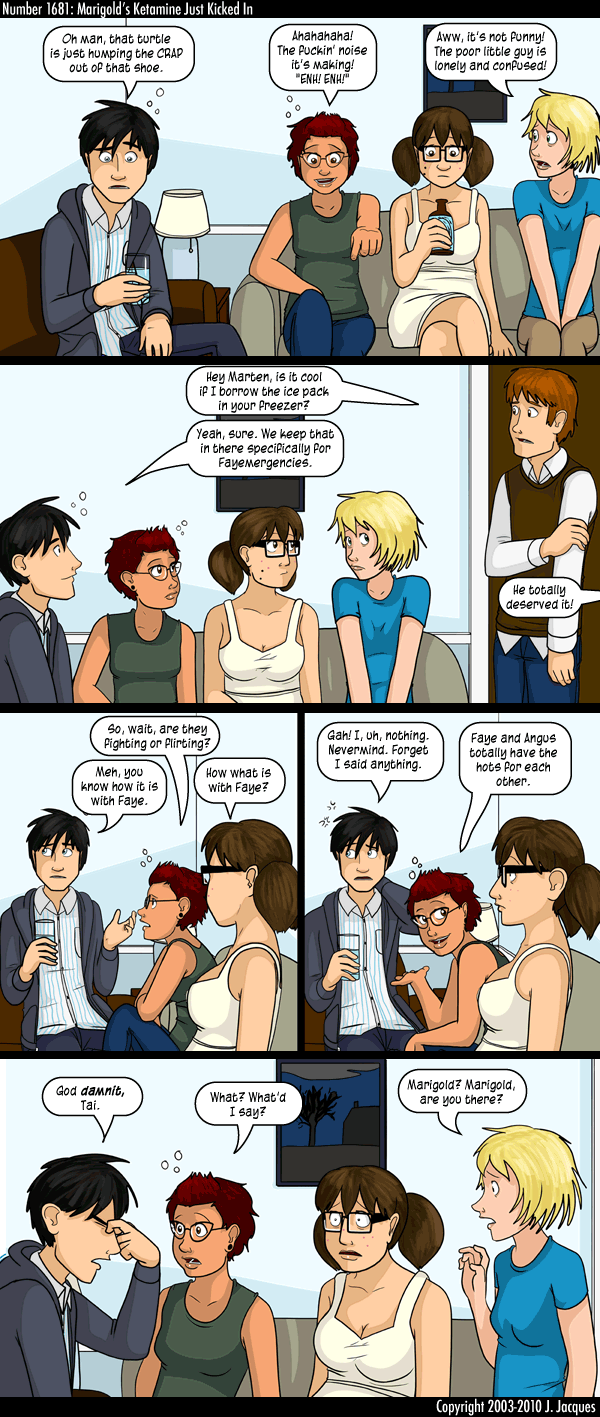 Number 1681: Marigold's Ketamine Just Kicked In
Oh man, that turtle
is just humping the CRAP
out of that shoe.
Ahahahaha!
The fuckin' noise
it's making!
"ENH! ENH!"
Aww, it's not funny!
The poor little guy is
lonely and confused!
Hey Marten, is it cool
if I borrow the ice pack
in your freezer?
Yeah, sure. We keep that
in there specifically for
Fayemergencies.
He totally
deserved it!
So, wait, are they
fighting or flirting?
Meh, you
know how it is
with Faye.
How what is
with Faye?
Gah! I, uh, nothing.
Nevermind. Forget
I said anything.
Faye and Angus
totally have the
hots for each
other.
God damnit,
Tai.
What? What'd
I say?
Marigold? Marigold,
are you there?
Copyright 2003-2010 J. Jacques